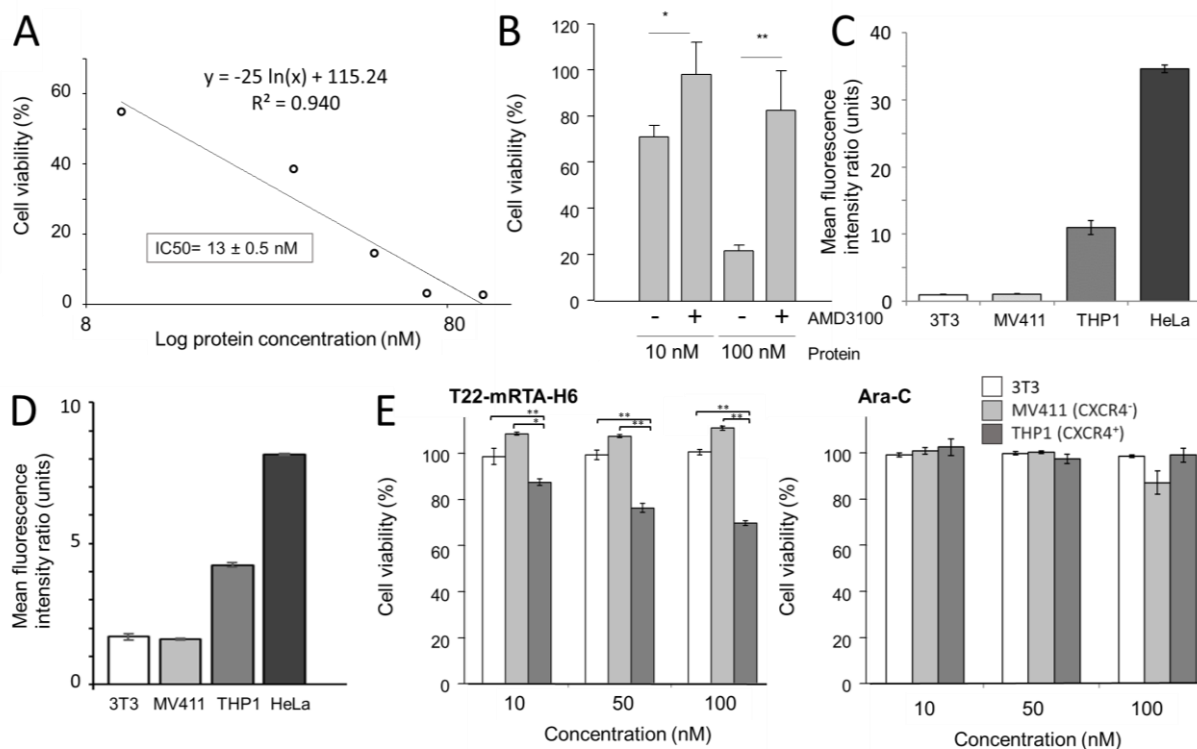 A
Cell viability (%)
60
40
20
0
y = -25 ln(x) + 115.24
R² = 0.940
IC50= 13 ± 0.5 nM
8
80
Log protein concentration (nM)
B
Cell viability (%)
120
100
80
60
40
20
0
*
**
- + - + AMD3100
10 nM 100 nM Protein
C
Mean fluorescence
intensity ratio (units)
40
30
20
10
0
3T3 MV411 THP1 HeLa
D
Mean fluorescence
intensity ratio (units)
10
5
0
3T3 MV411 THP1 HeLa
E
T22-mRTA-H6
Cell viability (%)
100
80
60
40
20
0
**
*
**
**
**
**
10 50 100
Concentration (nM)
Ara-C
3T3
MV411 (CXCR4⁻)
THP1 (CXCR4⁺)
Cell viability (%)
100
80
60
40
20
0
10 50 100
Concentration (nM)